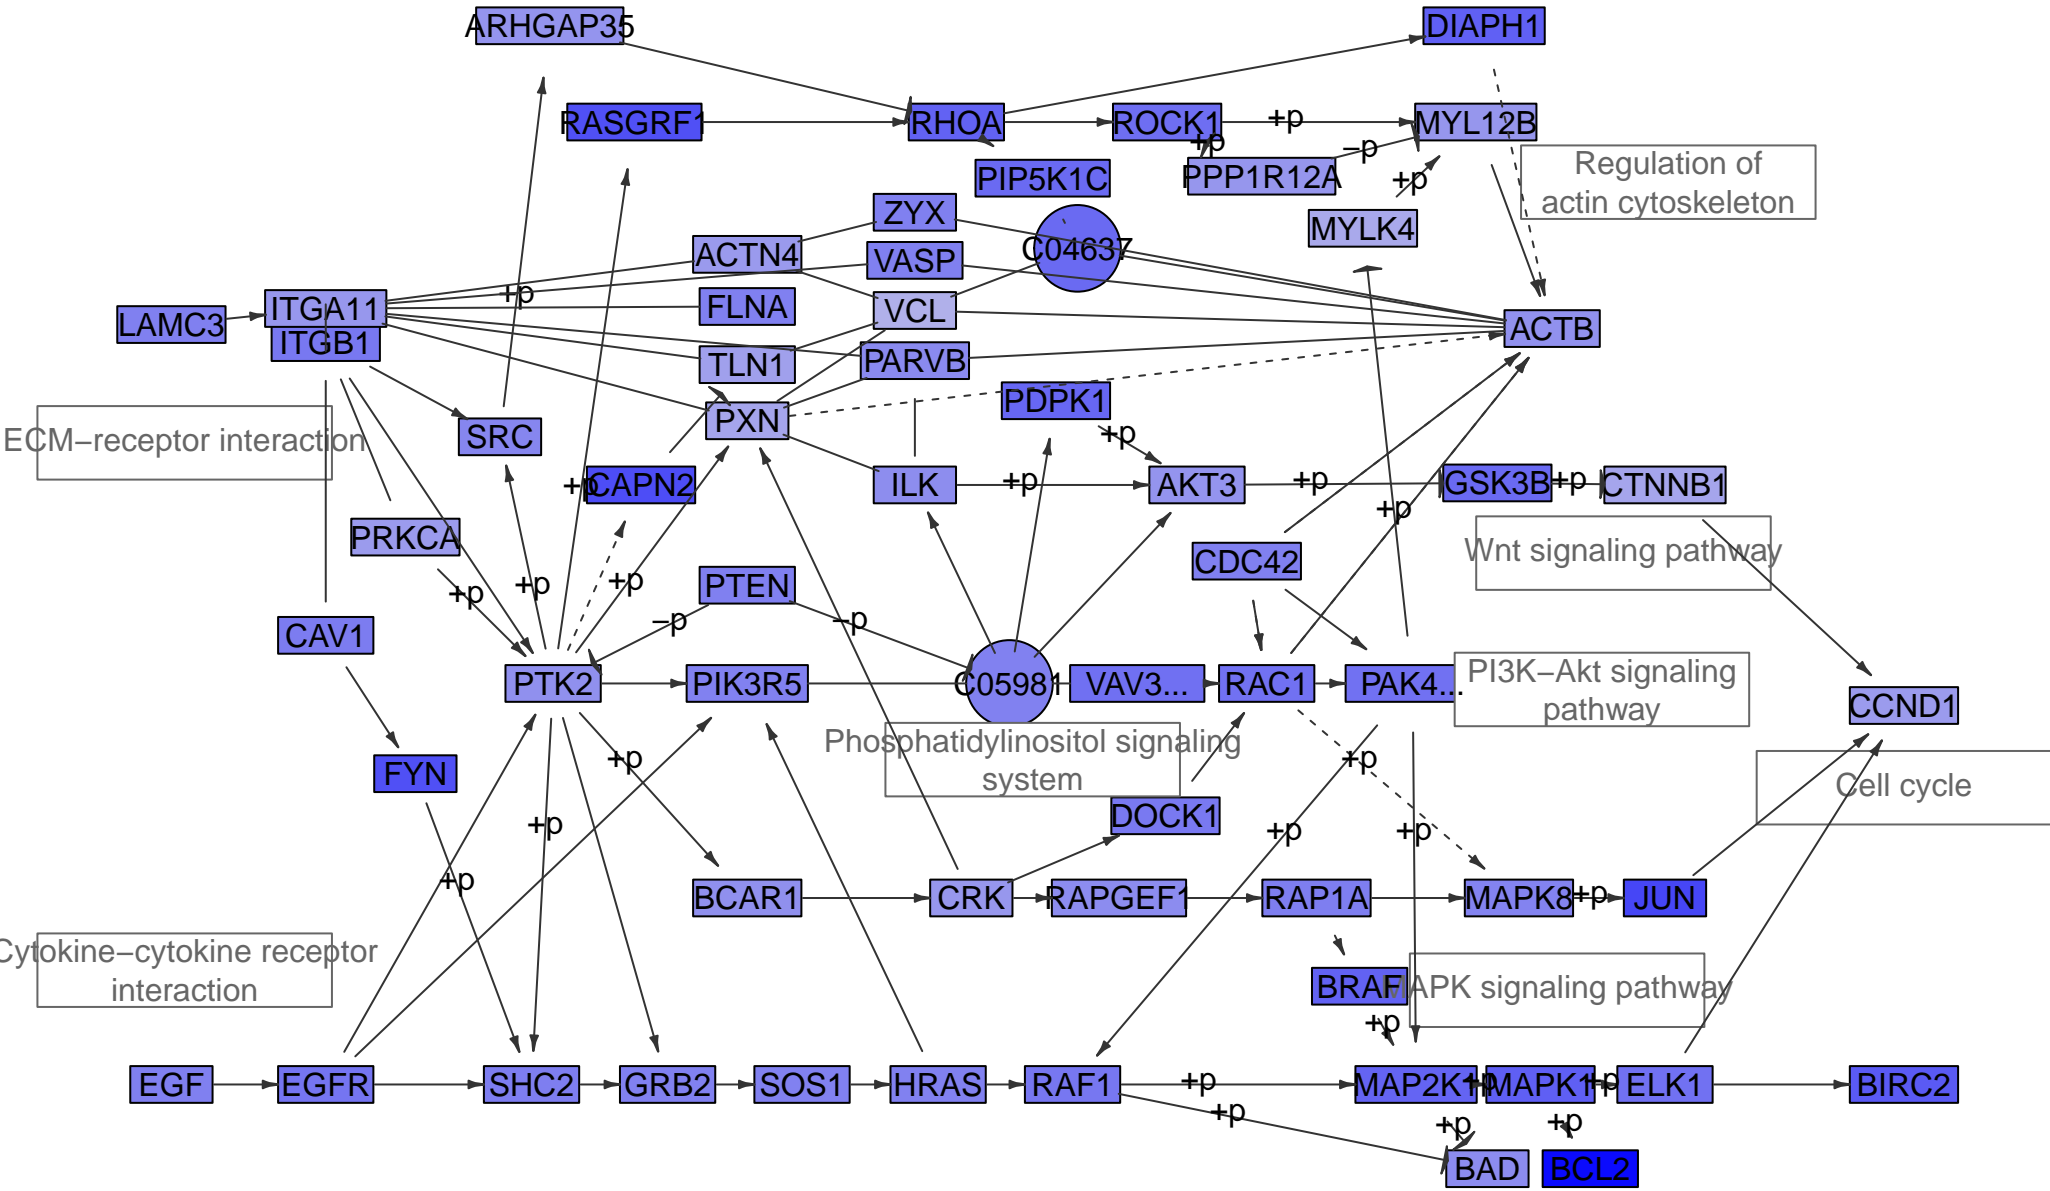 ARHGAP35
DIAPH1
RASGRF1
RHOA
ROCK1
+p
MYL12B
+p
−p
PIP5K1C
PPP1R12A
+p
Regulation of
actin cytoskeleton
ZYX
MYLK4
ACTN4
C04637
VASP
+p
ITGA11
FLNA
VCL
LAMC3
ITGB1
ACTB
TLN1
PARVB
PDPK1
PXN
+p
ECM−receptor interaction
SRC
+p
CAPN2
ILK
+p
AKT3
+p
GSK3B
+p
CTNNB1
+p
PRKCA
Wnt signaling pathway
CDC42
+p
+p
+p
PTEN
−p
−p
CAV1
PTK2
PIK3R5
C05981
VAV3...
RAC1
PAK4...
PI3K−Akt signaling
pathway
CCND1
Phosphatidylinositol signaling
system
+p
+p
FYN
Cell cycle
DOCK1
+p
+p
+p
+p
BCAR1
CRK
RAPGEF1
RAP1A
MAPK8
+p
JUN
Cytokine−cytokine receptor
interaction
BRAF
MAPK signaling pathway
+p
EGF
EGFR
SHC2
GRB2
SOS1
HRAS
RAF1
+p
MAP2K1
+p
MAPK1
+p
ELK1
BIRC2
+p
+p
+p
BAD
BCL2